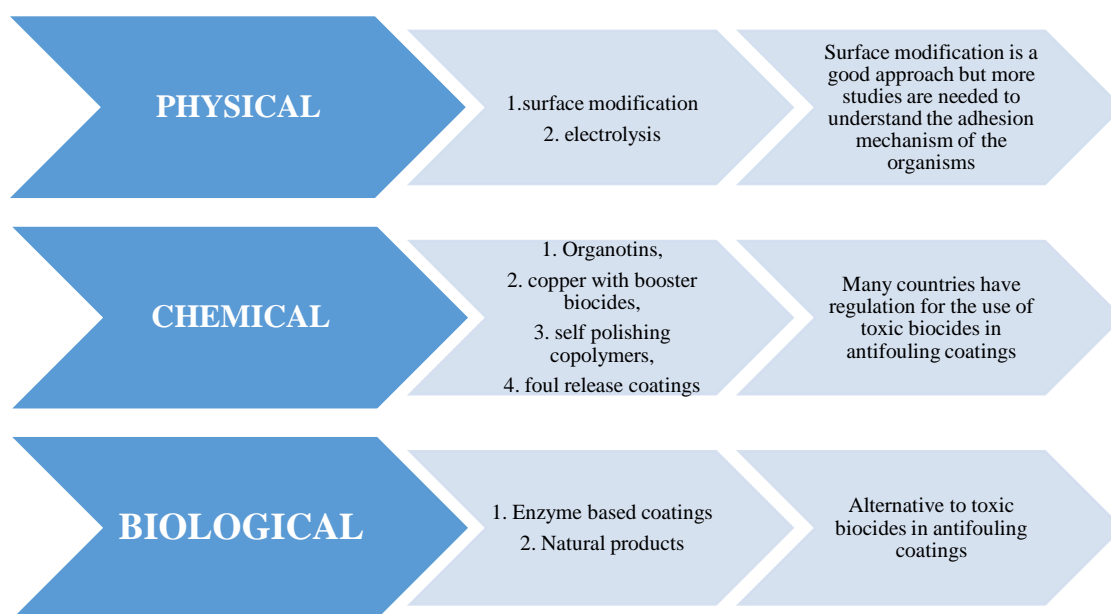 PHYSICAL
1.surface modification
2. electrolysis
Surface modification is a
good approach but more
studies are needed to
understand the adhesion
mechanism of the
organisms
CHEMICAL
1. Organotins,
2. copper with booster
biocides,
3. self polishing
copolymers,
4. foul release coatings
Many countries have
regulation for the use of
toxic biocides in
antifouling coatings
BIOLOGICAL
1. Enzyme based coatings
2. Natural products
Alternative to toxic
biocides in antifouling
coatings